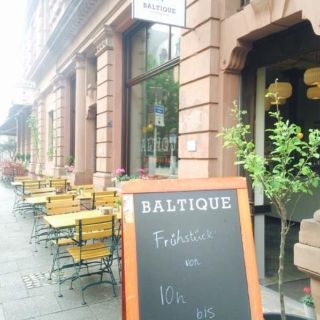 BALTIQUE
BALTIQUE
Frühstück
von
10h bis